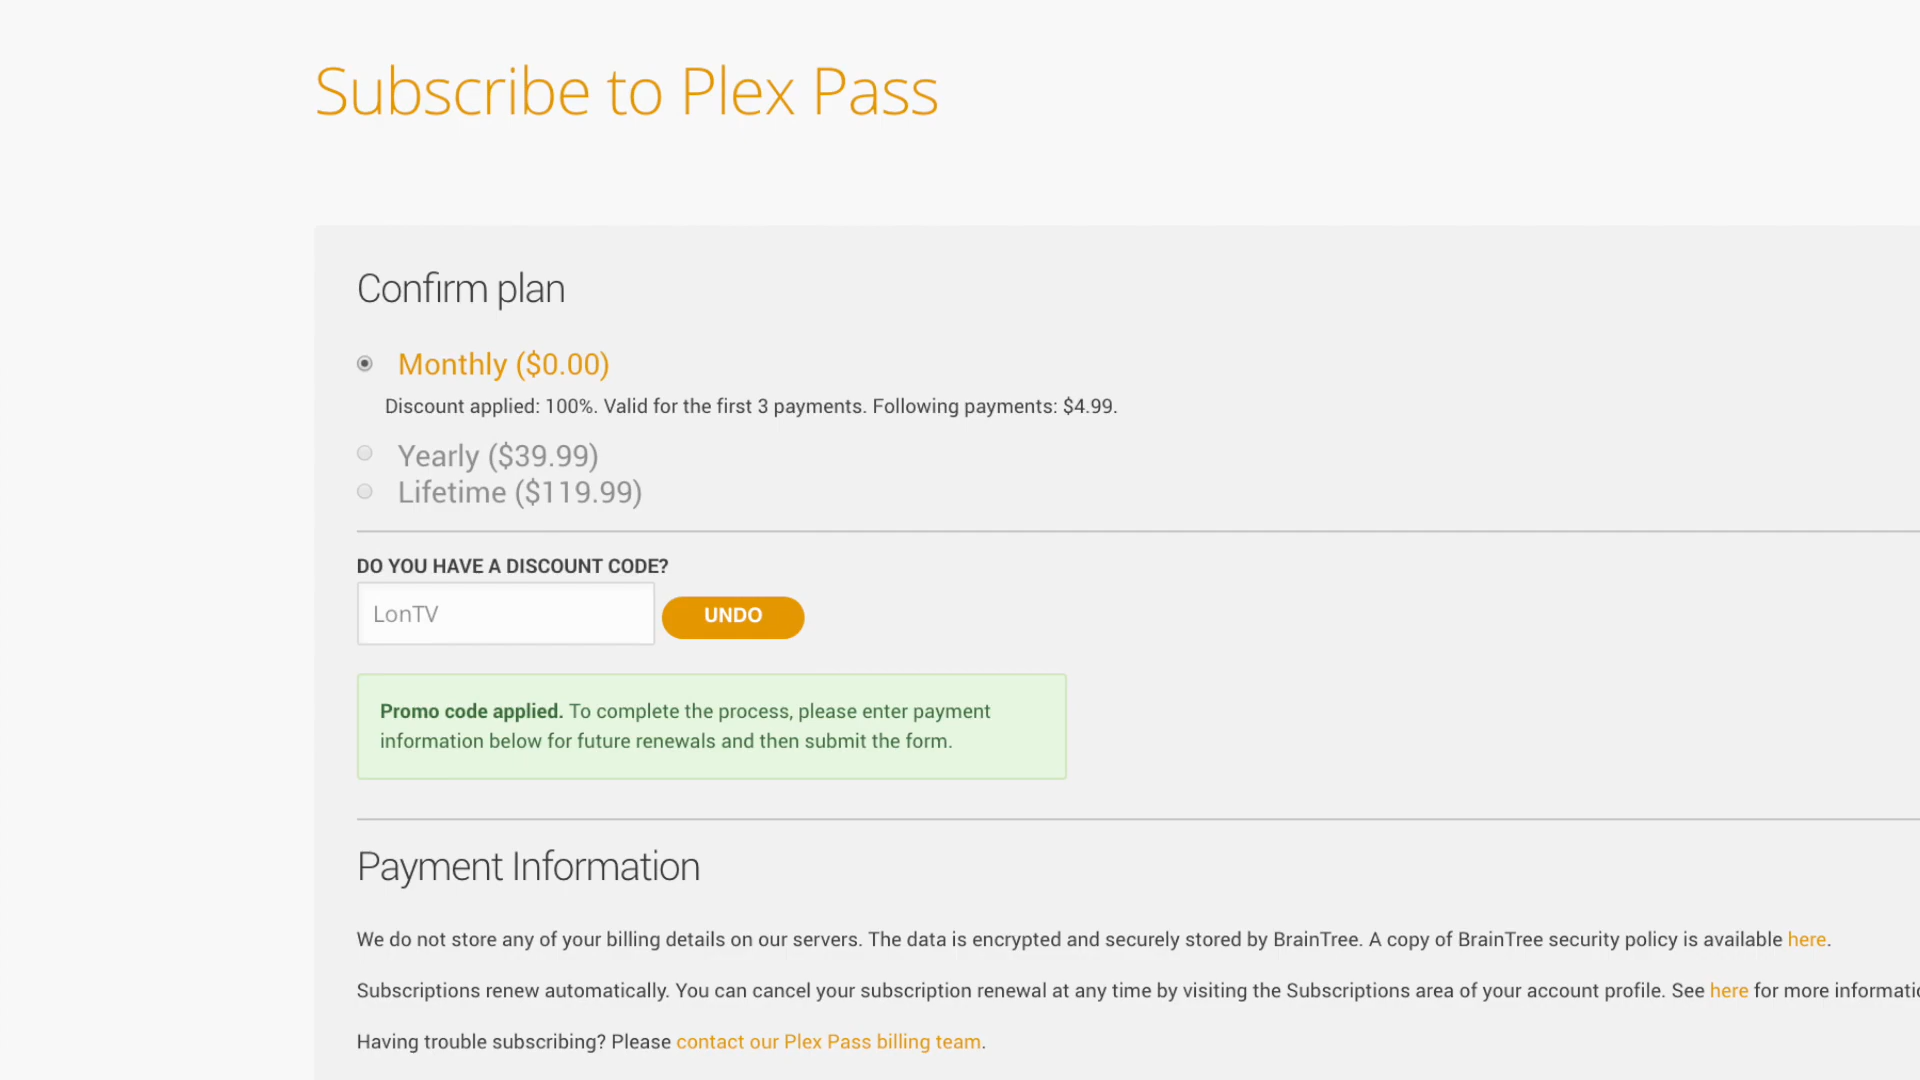 Subscribe to Plex Pass
Confirm plan
Monthly ($0.00)
Discount applied: 100%. Valid for the first 3 payments. Following payments: $4.99.
Yearly ($39.99)
Lifetime ($119.99)
DO YOU HAVE A DISCOUNT CODE?
LonTV
UNDO
Promo code applied. To complete the process, please enter payment
information below for future renewals and then submit the form.
Payment Information
We do not store any of your billing details on our servers. The data is encrypted and securely stored by BrainTree. A copy of BrainTree security policy is available here.
Subscriptions renew automatically. You can cancel your subscription renewal at any time by visiting the Subscriptions area of your account profile. See here for more
Having trouble subscribing? Please contact our Plex Pass billing team.